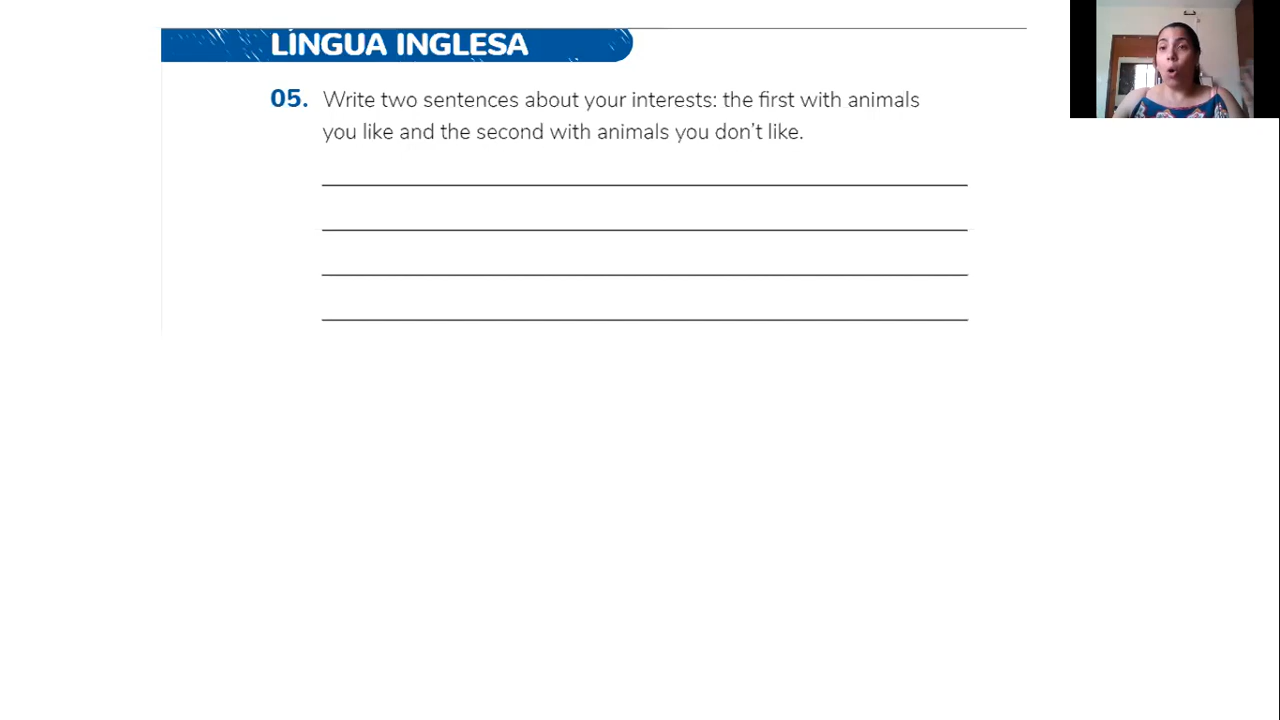 LÍNGUA INGLESA
05. Write two sentences about your interests: the first with animals
you like and the second with animals you don't like.